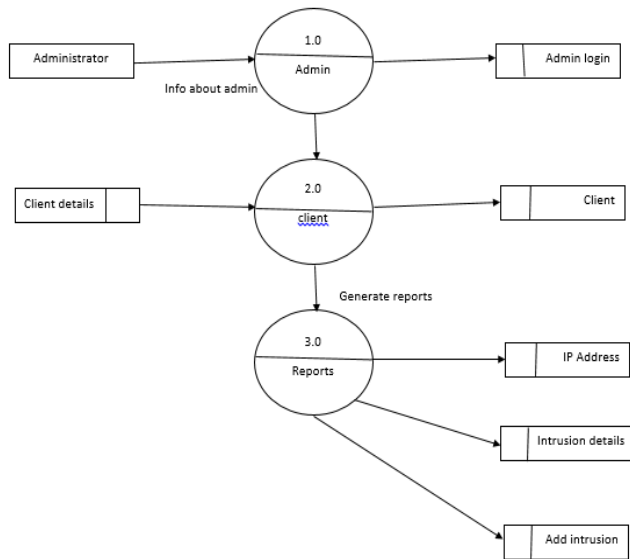 1.0
Administrator
Admin
Admin login
Info about admin
2.0
Client details
client
Client
Generate reports
3.0
Reports
IP Address
Intrusion details
Add intrusion